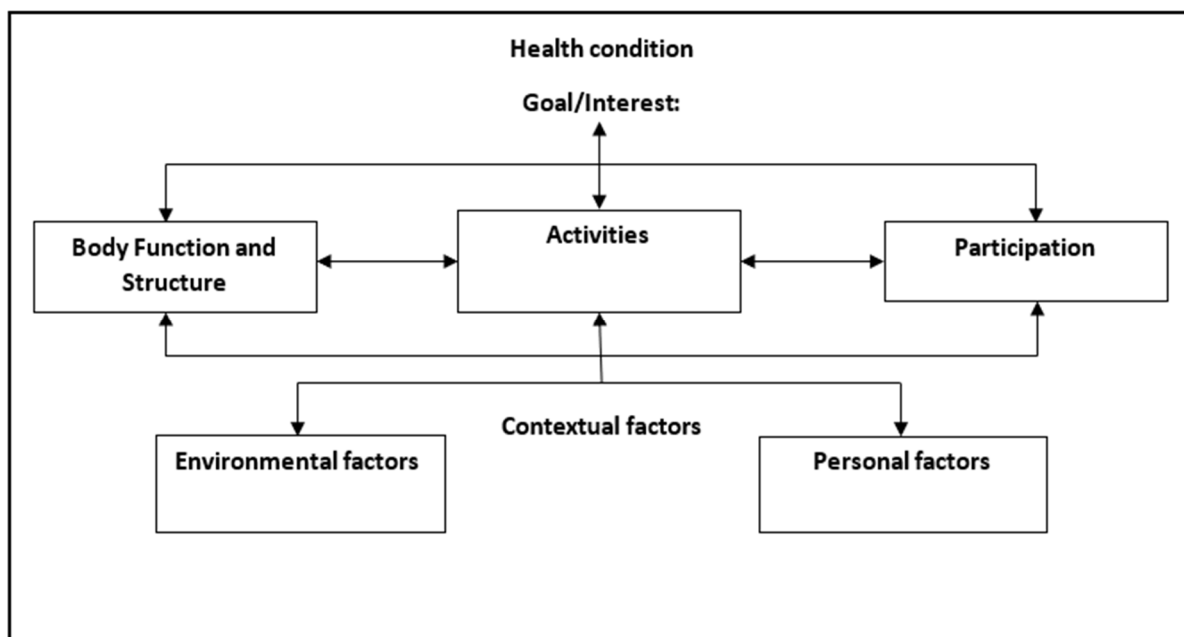 Health condition
Goal/Interest:
Body Function and
Structure
Activities
Participation
Contextual factors
Environmental factors
Personal factors